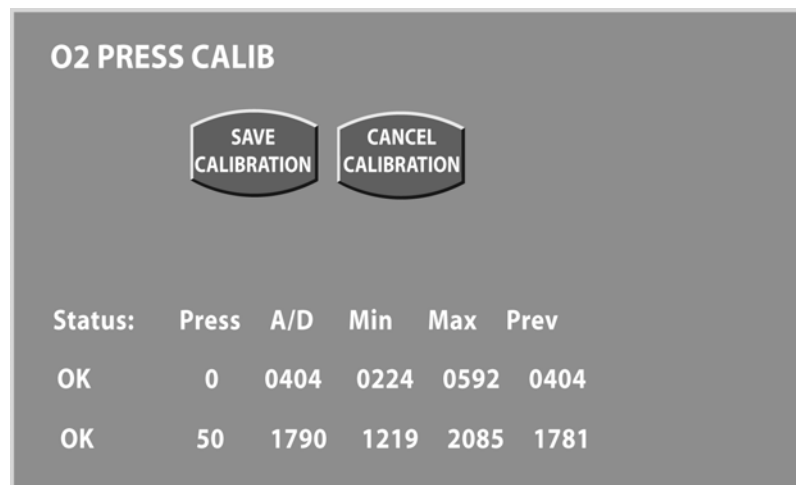 O2 PRESS CALIB
SAVE CALIBRATION
CANCEL CALIBRATION
Status: Press A/D Min Max Prev
OK 0 0404 0224 0592 0404
OK 50 1790 1219 2085 1781